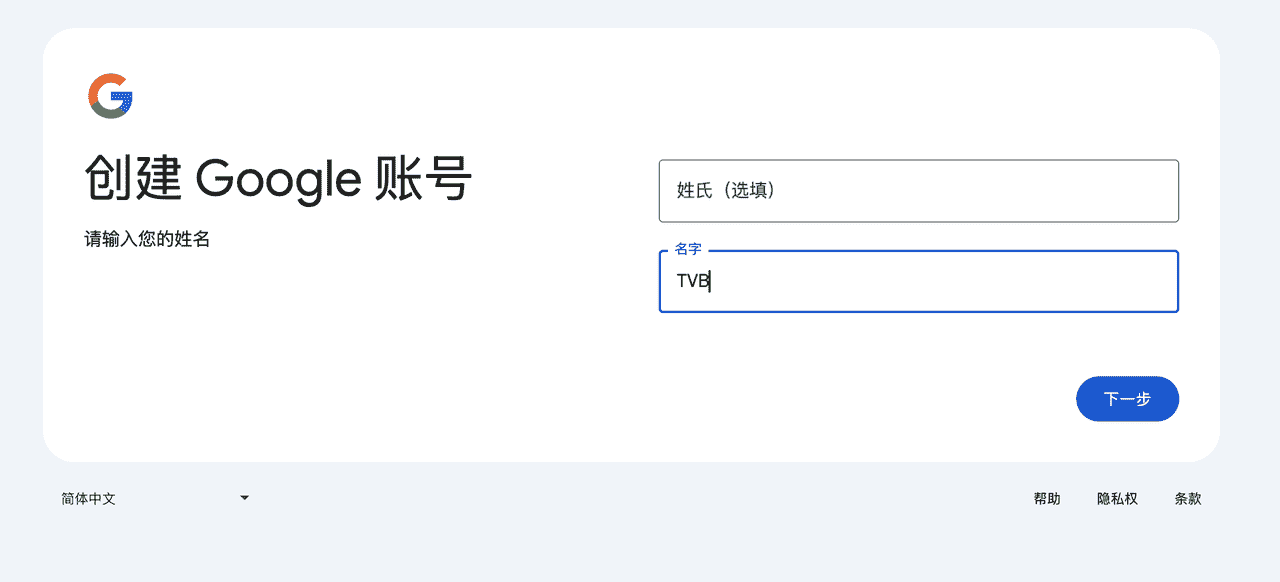 创建 Google 账号
请输入您的姓名
姓氏（选填）
名字
TVB
下一步
简体中文
帮助 隐私权 条款